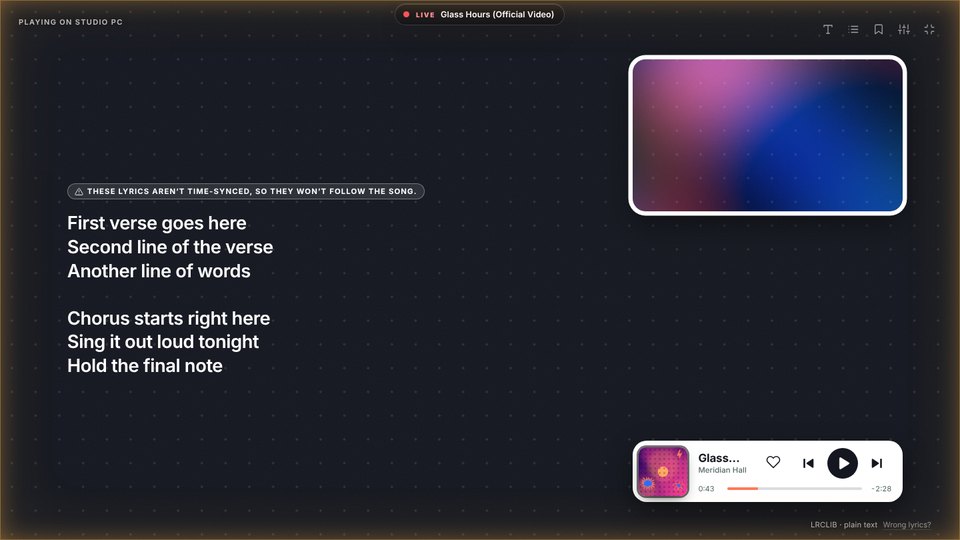 PLAYING ON STUDIO PC
LIVE Glass Hours (Official Video)
THESE LYRICS AREN'T TIME-SYNCED, SO THEY WON'T FOLLOW THE SONG.
First verse goes here
Second line of the verse
Another line of words
Chorus starts right here
Sing it out loud tonight
Hold the final note
Glass...
Meridian Hall
0:43
-2:28
LRCLIB · plain text Wrong lyrics?